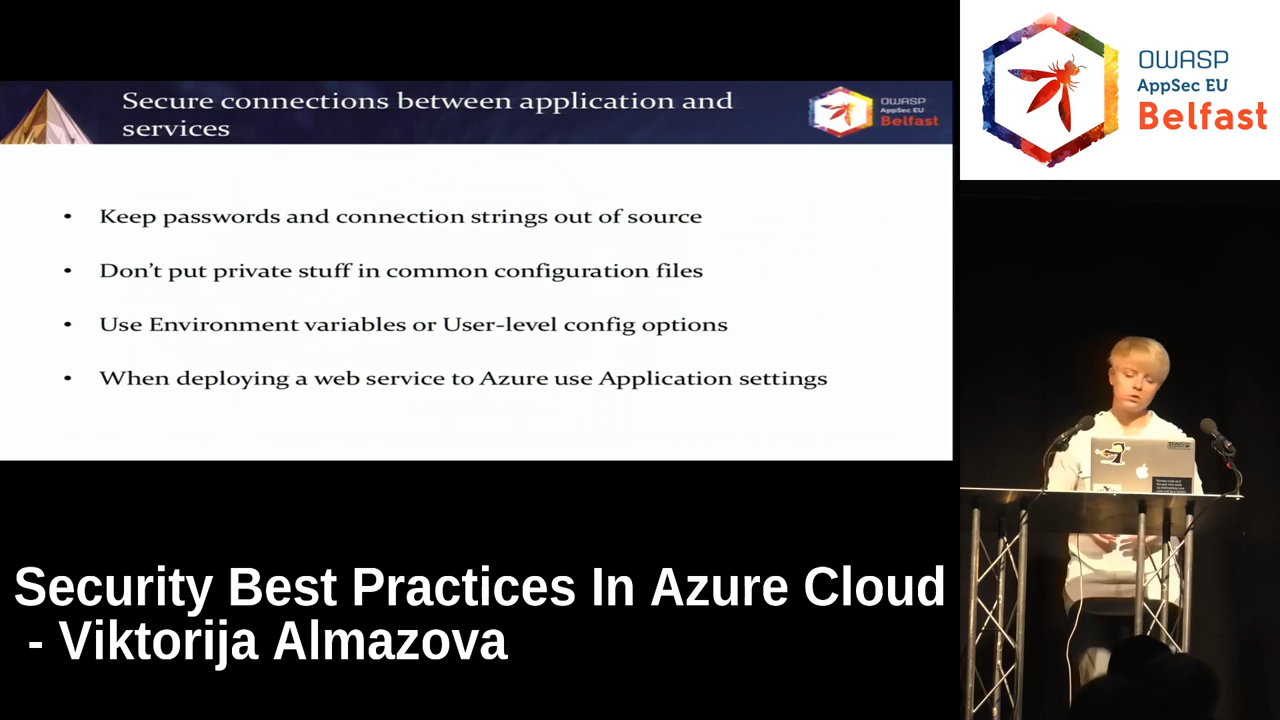 Secure connections between application and
services
OWASP
AppSec EU
Belfast
• Keep passwords and connection strings out of source
• Don’t put private stuff in common configuration files
• Use Environment variables or User-level config options
• When deploying a web service to Azure use Application settings
OWASP
AppSec EU
Belfast
Security Best Practices In Azure Cloud
- Viktorija Almazova